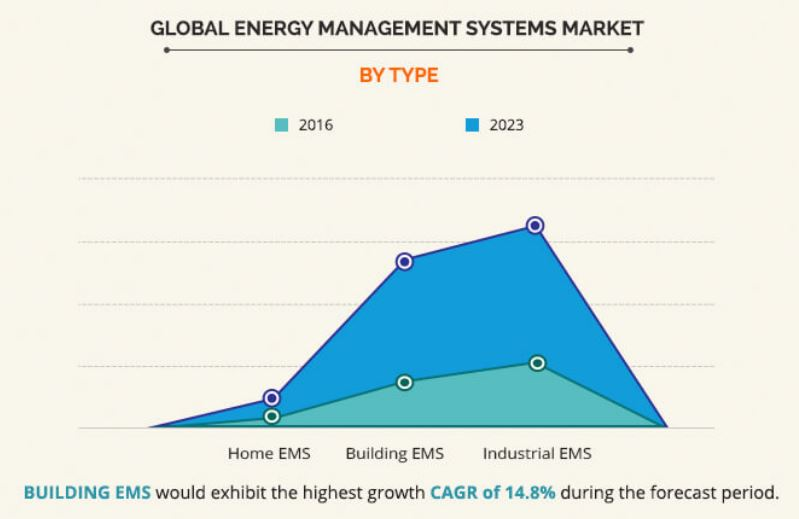 GLOBAL ENERGY MANAGEMENT SYSTEMS MARKET
BY TYPE
2016 2023
Home EMS Building EMS Industrial EMS
BUILDING EMS would exhibit the highest growth CAGR of 14.8% during the forecast period.